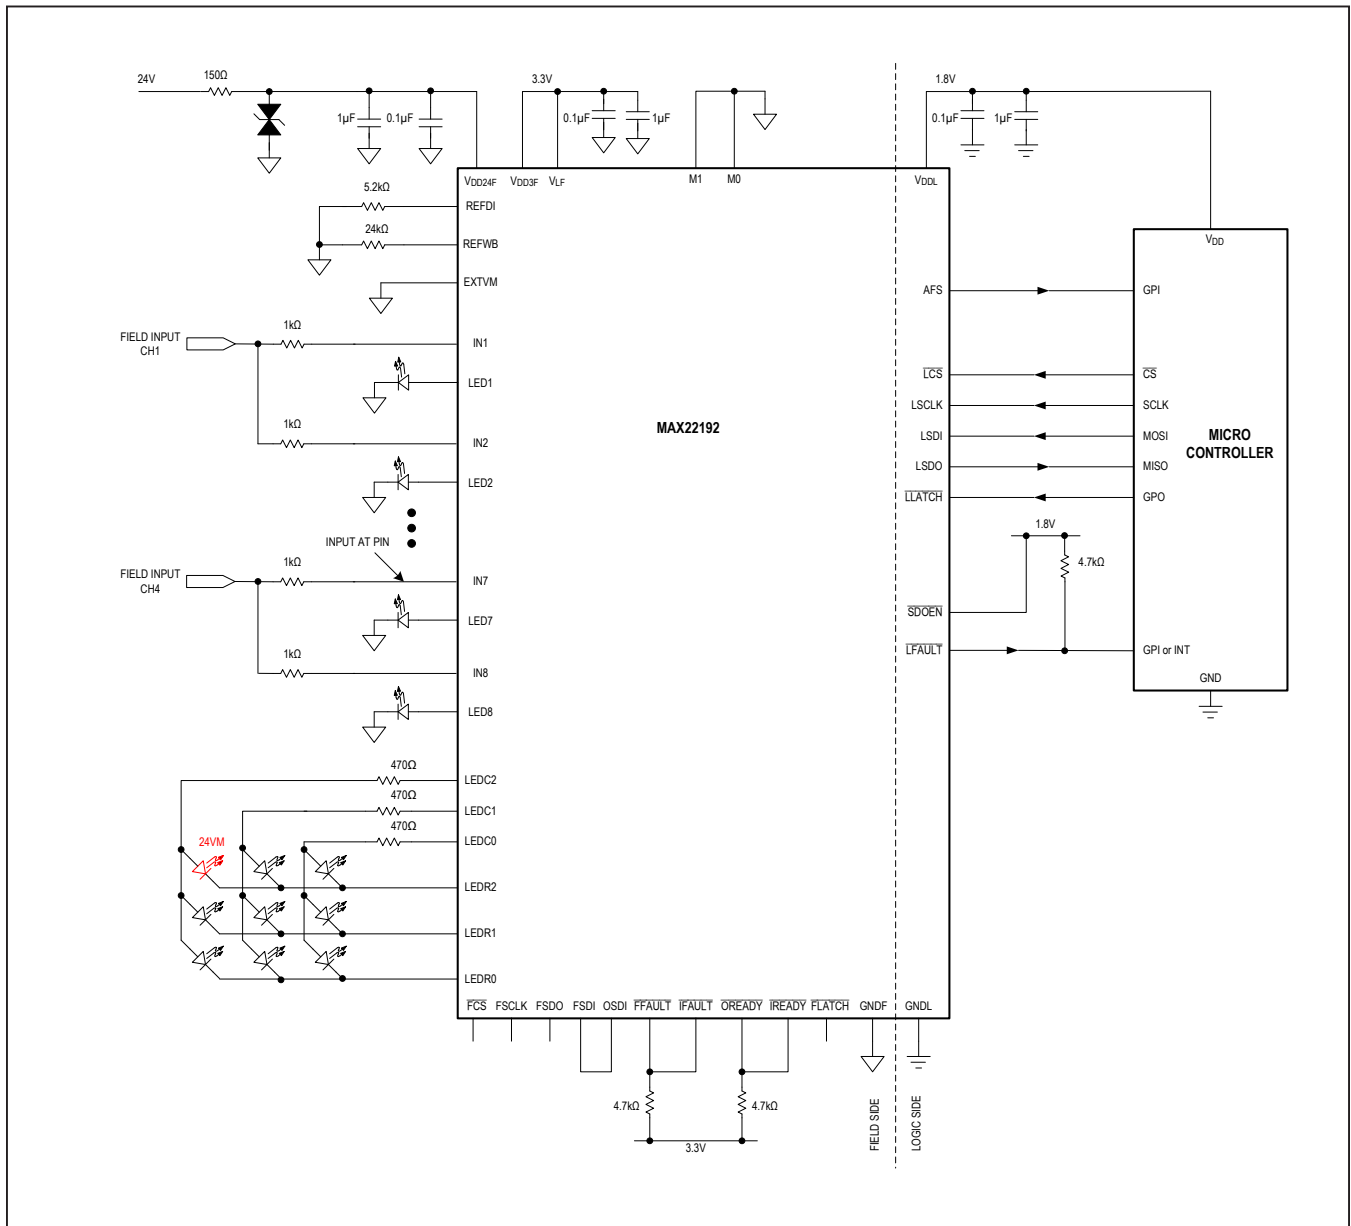 24V
150Ω
3.3V
1.8V
1µF
0.1µF
0.1µF
1µF
0.1µF
1µF
VDD24F
VDD3F
VLF
M1
M0
VDDL
5.2kΩ
REFDI
24kΩ
REFWB
VDD
EXTVM
AFS
GPI
1kΩ
FIELD INPUT
CH1
IN1
LED1
LCS
CS
LSCLK
SCLK
1kΩ
IN2
MAX22192
LSDI
MOSI
MICRO
CONTROLLER
LSDO
MISO
LED2
LLATCH
GPO
1.8V
INPUT AT PIN
4.7kΩ
1kΩ
FIELD INPUT
CH4
IN7
LED7
SDOEN
1kΩ
IN8
LFAULT
GPI or INT
GND
LED8
470Ω
LEDC2
470Ω
LEDC1
470Ω
LEDC0
24VM
LEDR2
LEDR1
LEDR0
FCS FSCLK FSDO FSDI OSDI FFAULT IFAULT OREADY IREADY FLATCH GNDF GNDL
4.7kΩ
4.7kΩ
3.3V
FIELD SIDE
LOGIC SIDE